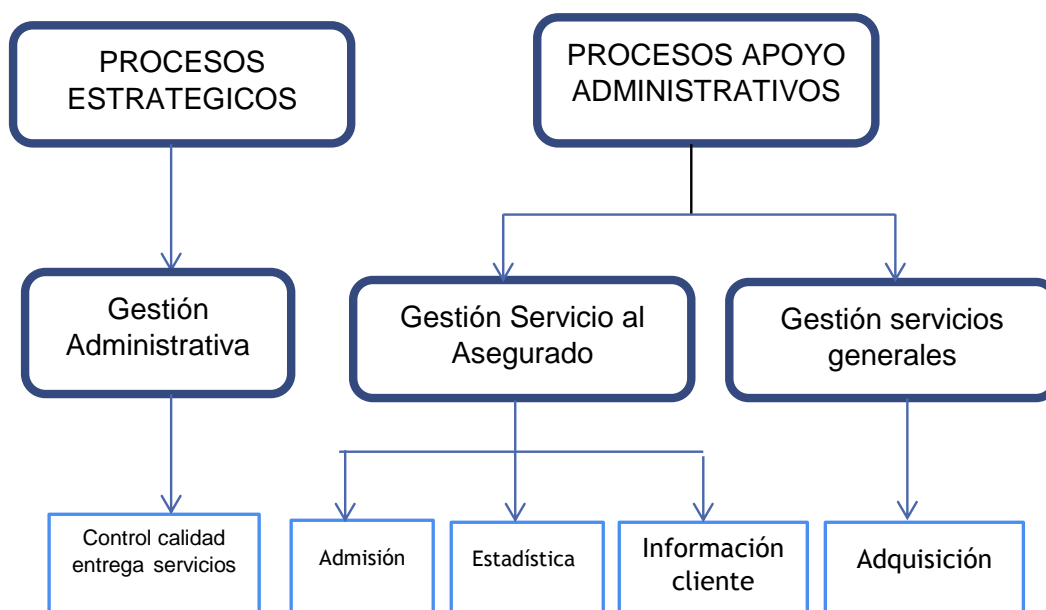 PROCESOS
ESTRATEGICOS
PROCESOS APOYO
ADMINISTRATIVOS
Gestión
Administrativa
Gestión Servicio al
Asegurado
Gestión servicios
generales
Control calidad
entrega servicios
Admisión
Estadística
Información
cliente
Adquisición